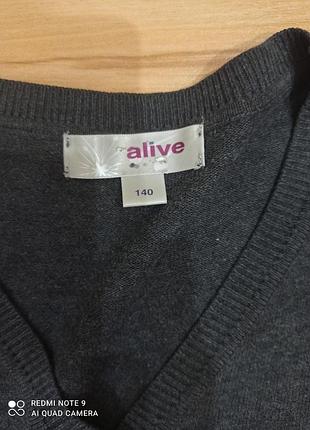 alive
140
REDMI NOTE 9
AI QUAD CAMERA